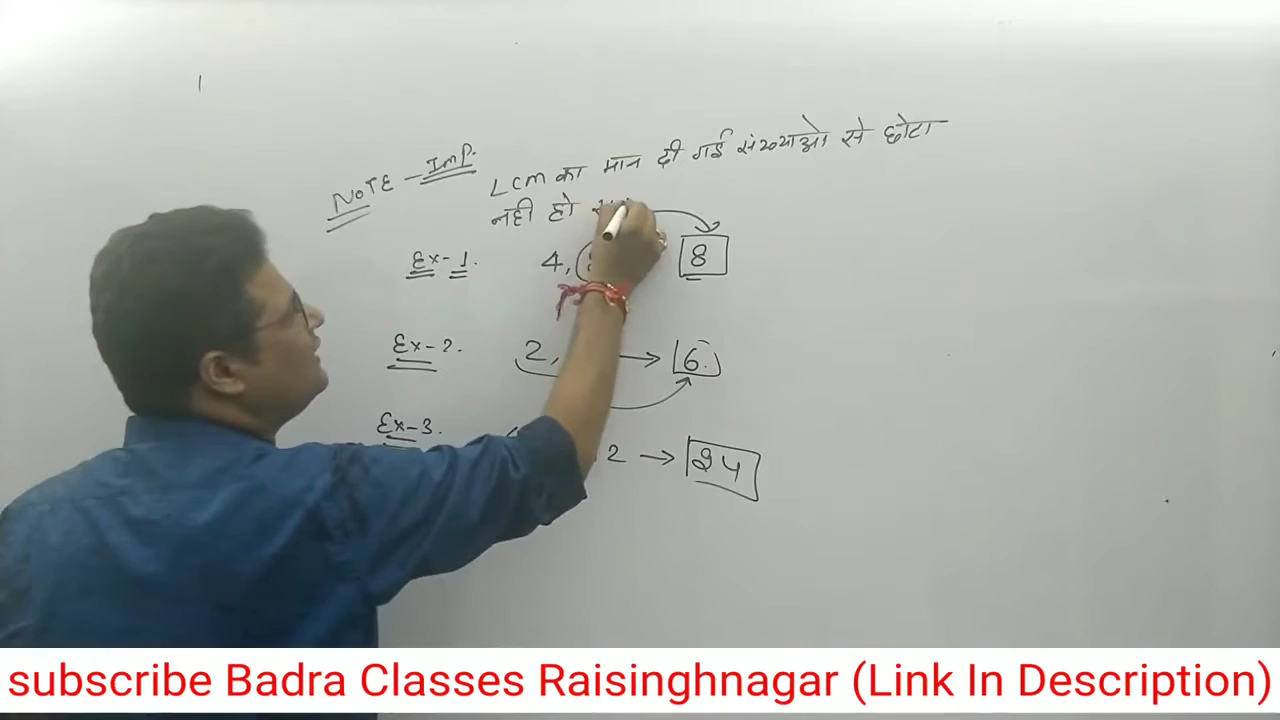 NOTE - Imp. LCM का मान दी गई संख्याओ से छोटा
नही हो
Ex-1. 4, 8
Ex-2. 2, → 6.
Ex-3. 2 → 24
subscribe Badra Classes Raisinghnagar (Link In Description)